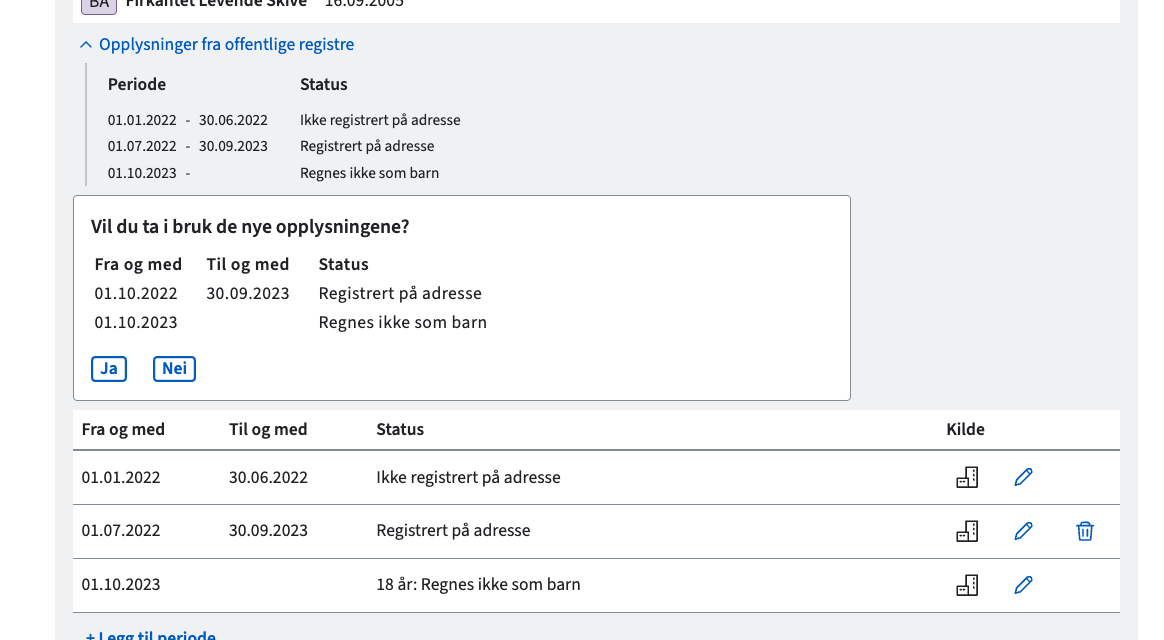 BA Firkantet Levende Skive 16.09.2005
Opplysninger fra offentlige registre
Periode Status
01.01.2022 - 30.06.2022 Ikke registrert på adresse
01.07.2022 - 30.09.2023 Registrert på adresse
01.10.2023 - Regnes ikke som barn
Vil du ta i bruk de nye opplysningene?
Fra og med Til og med Status
01.10.2022 30.09.2023 Registrert på adresse
01.10.2023 Regnes ikke som barn
Ja Nei
Fra og med Til og med Status Kilde
01.01.2022 30.06.2022 Ikke registrert på adresse
01.07.2022 30.09.2023 Registrert på adresse
01.10.2023 18 år: Regnes ikke som barn
+ Legg til periode